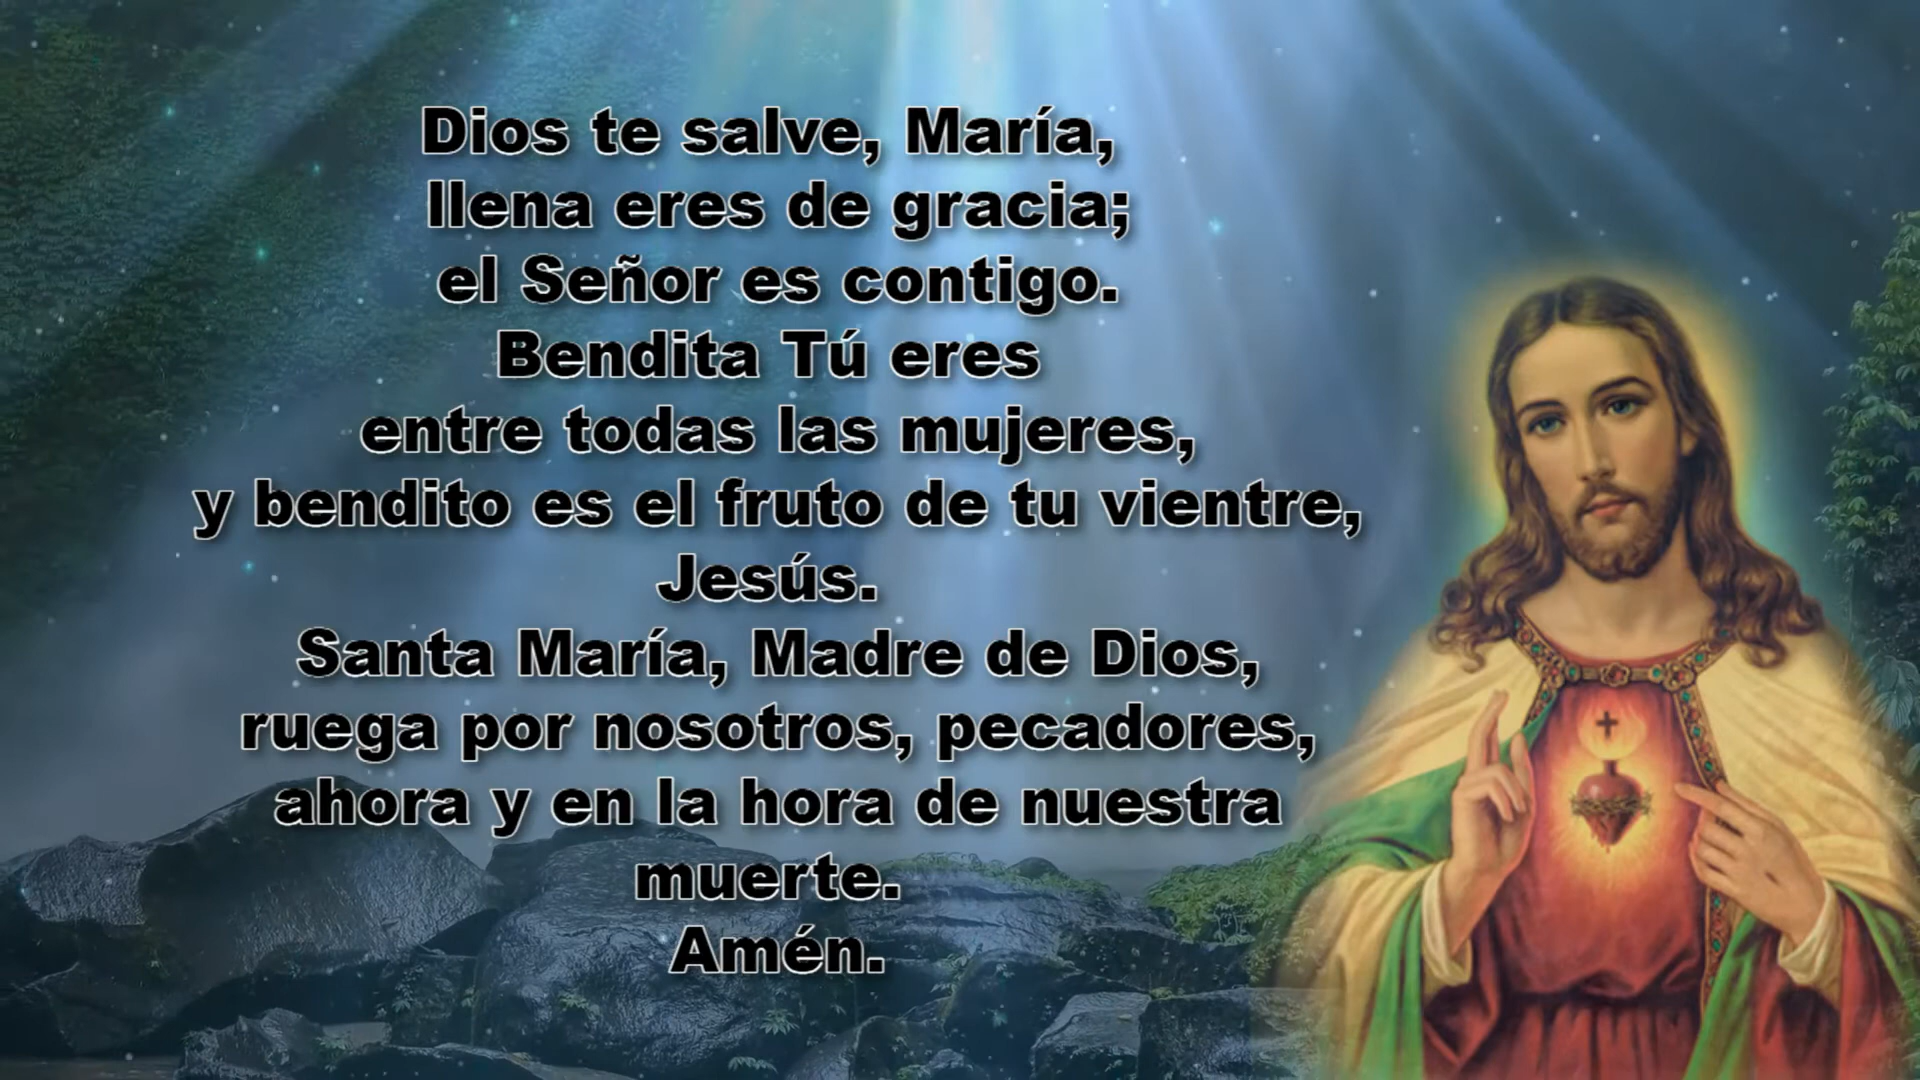 Dios te salve, María,
llena eres de gracia;
el Señor es contigo.
Bendita Tú eres
entre todas las mujeres,
y bendito es el fruto de tu vientre,
Jesús.
Santa María, Madre de Dios,
ruega por nosotros, pecadores,
ahora y en la hora de nuestra
muerte.
Amén.